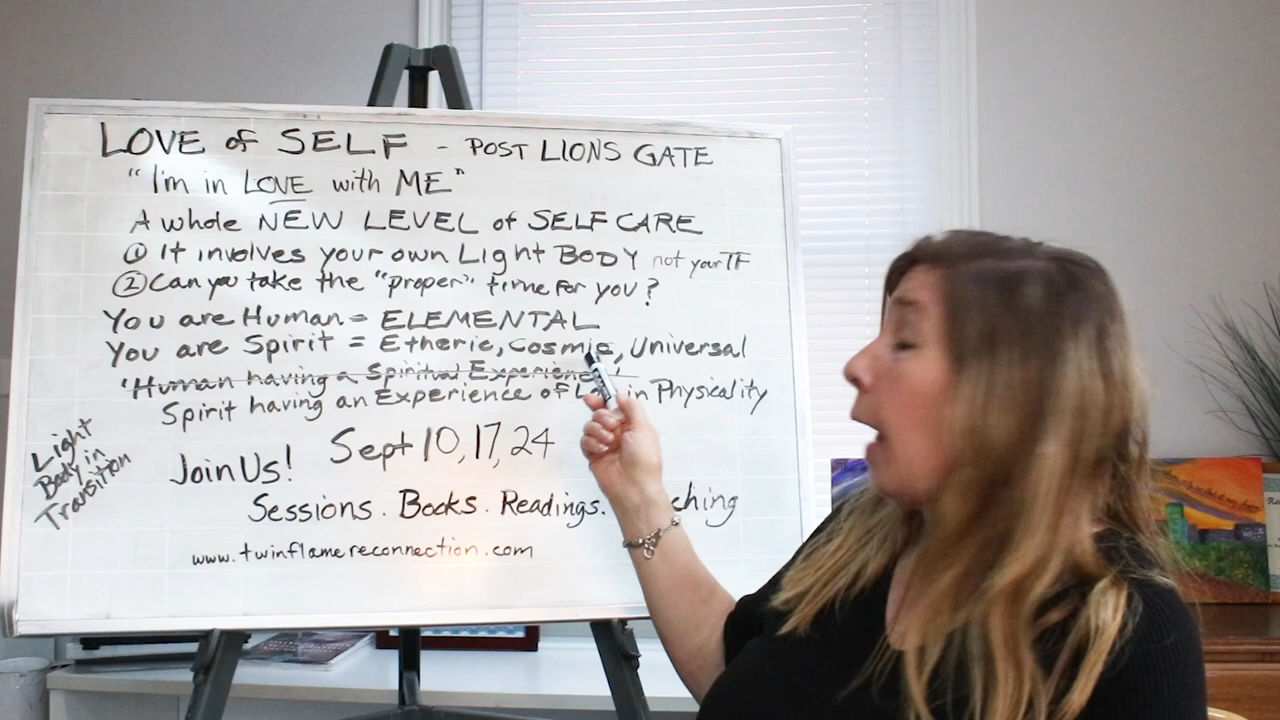 LOVE of SELF - POST LIONS GATE
"I'm in LOVE with ME"
A whole NEW LEVEL of SELF CARE
① It involves your own Light BODY not your TF
② Can you take the "proper" time for you?
You are Human = ELEMENTAL
You are Spirit = Etheric, Cosmic, Universal
'Human having a Spiritual Experience'
Spirit having an Experience of in Physicality
Light
Body in
Transition
Join Us! Sept 10, 17, 24
Sessions. Books. Readings. ching
www.twinflamereconnection.com